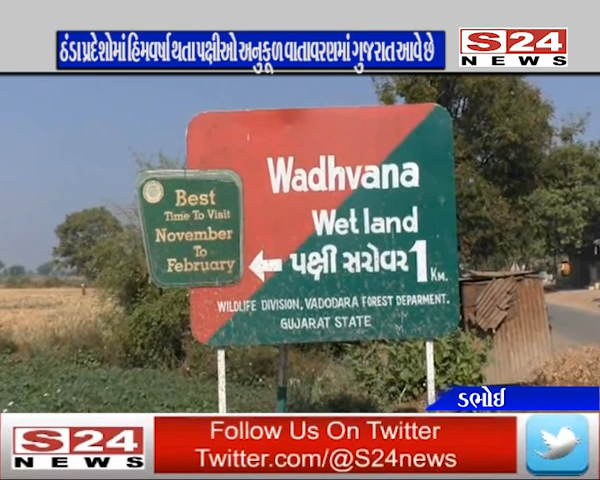 ઠંડા પ્રદેશોમાં હિમવર્ષા થતા પક્ષીઓ અનુકૂળ વાતાવરણમાં ગુજરાત આવે છે
S24
NEWS
Best
Time To Visit
November
To
February
Wadhvana
Wetland
પક્ષી સરોવર 1 Km.
WILDLIFE DIVISION, VADODARA FOREST DEPARMENT.
GUJARAT STATE
ડભોઈ
S24
NEWS
Follow Us On Twitter
Twitter.com/@S24news